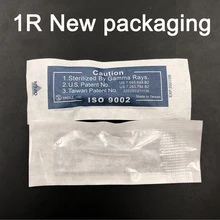 1R New packaging
Caution
1.Sterilized By Gamma Rays.
2.U.S. Patent No.
3.Taiwan Patent No.
ISO 9002